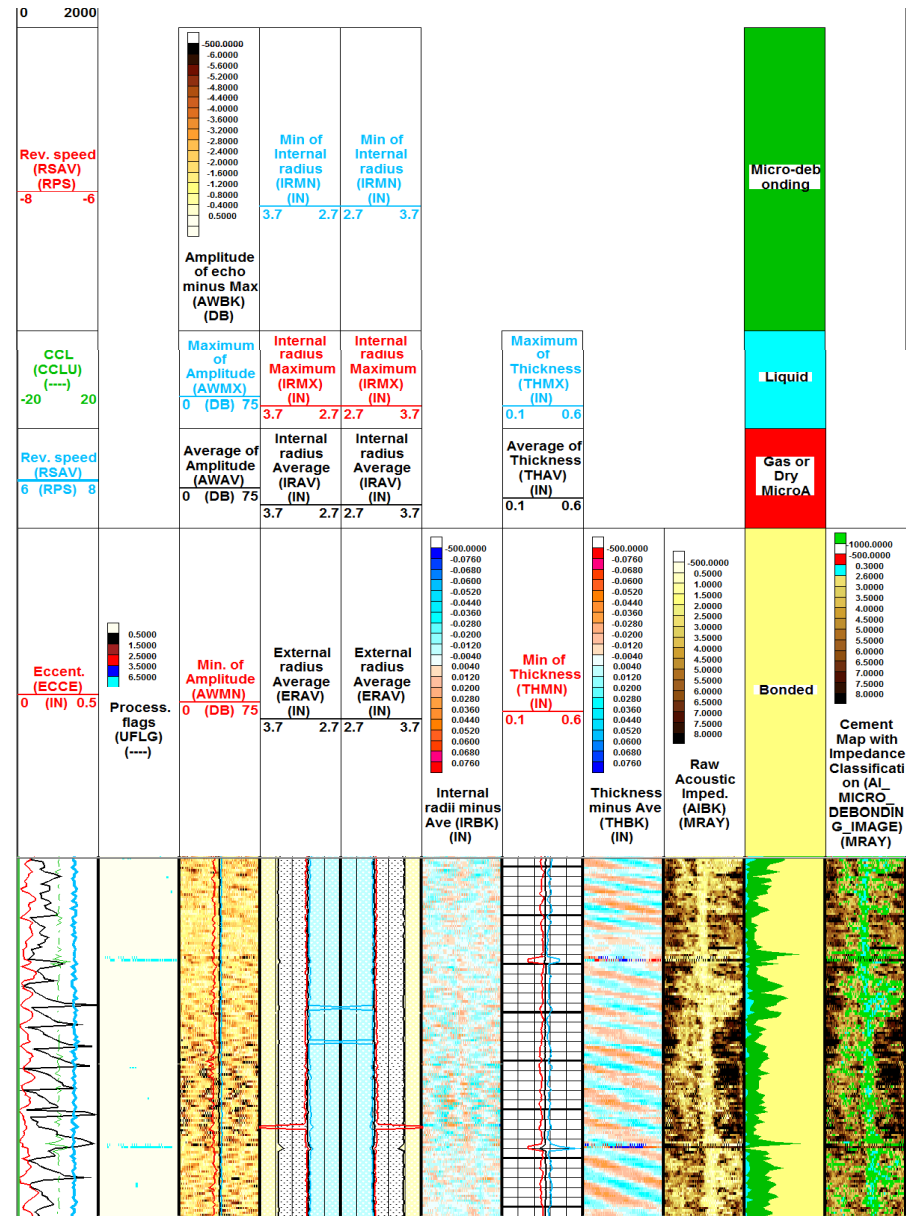 0 2000
Rev. speed
(RSAV)
(RPS)
-8 -6
-500.0000
-6.0000
-5.2000
-4.8000
-4.4000
-4.0000
-3.6000
-3.2000
-2.8000
-2.4000
-2.0000
-1.6000
-1.2000
-0.8000
-0.4000
0.5000
Amplitude
of echo
minus Max
(AWBK)
(DB)
Min of
Internal
radius
(IRMN)
(IN)
3.7 2.7
Min of
Internal
radius
(IRMN)
(IN)
2.7 3.7
Micro-deb
onding
CCL
(CCLU)
(----)
-20 20
Maximum
of
Amplitude
(AWMX)
0 (DB) 75
Internal
radius
Maximum
(IRMX)
(IN)
3.7 2.7
Internal
radius
Maximum
(IRMX)
(IN)
2.7 3.7
Maximum
of
Thickness
(THMX)
(IN)
0.1 0.6
Liquid
Rev. speed
(RSAV)
6 (RPS) 8
Average of
Amplitude
(AWAV)
0 (DB) 75
Internal
radius
Average
(IRAV)
(IN)
3.7 2.7
Internal
radius
Average
(IRAV)
(IN)
2.7 3.7
Average of
Thickness
(THAV)
(IN)
0.1 0.6
Gas or
Dry
MicroA
Eccent.
(ECCE)
0 (IN) 0.5
0.5000
1.5000
2.5000
3.5000
6.5000
Process.
flags
(UFLG)
(----)
Min. of
Amplitude
(AWMN)
0 (DB) 75
External
radius
Average
(ERAV)
(IN)
3.7 2.7
External
radius
Average
(ERAV)
(IN)
2.7 3.7
-500.0000
-0.0760
-0.0680
-0.0600
-0.0520
-0.0440
-0.0360
-0.0280
-0.0200
-0.0120
-0.0040
0.0040
0.0120
0.0200
0.0280
0.0360
0.0440
0.0520
0.0600
0.0680
0.0760
Internal
radii minus
Ave (IRBK)
(IN)
Min of
Thickness
(THMN)
(IN)
0.1 0.6
-500.0000
-0.0760
-0.0680
-0.0600
-0.0520
-0.0440
-0.0360
-0.0280
-0.0200
-0.0120
-0.0040
0.0040
0.0120
0.0200
0.0280
0.0360
0.0440
0.0520
0.0600
0.0680
0.0760
Thickness
minus Ave
(THBK)
(IN)
-500.0000
0.5000
1.0000
1.5000
2.0000
2.5000
3.0000
3.5000
4.0000
4.5000
5.0000
5.5000
6.0000
6.5000
7.0000
7.5000
8.0000
Raw
Acoustic
Imped.
(AIBK)
(MRAY)
Bonded
-1000.0000
-500.0000
0.3000
2.6000
3.0000
3.5000
4.0000
4.5000
5.0000
5.5000
6.0000
6.5000
7.0000
7.5000
8.0000
Cement
Map with
Impedance
Classificati
on (AI_
MICRO_
DEBONDIN
G_IMAGE)
(MRAY)